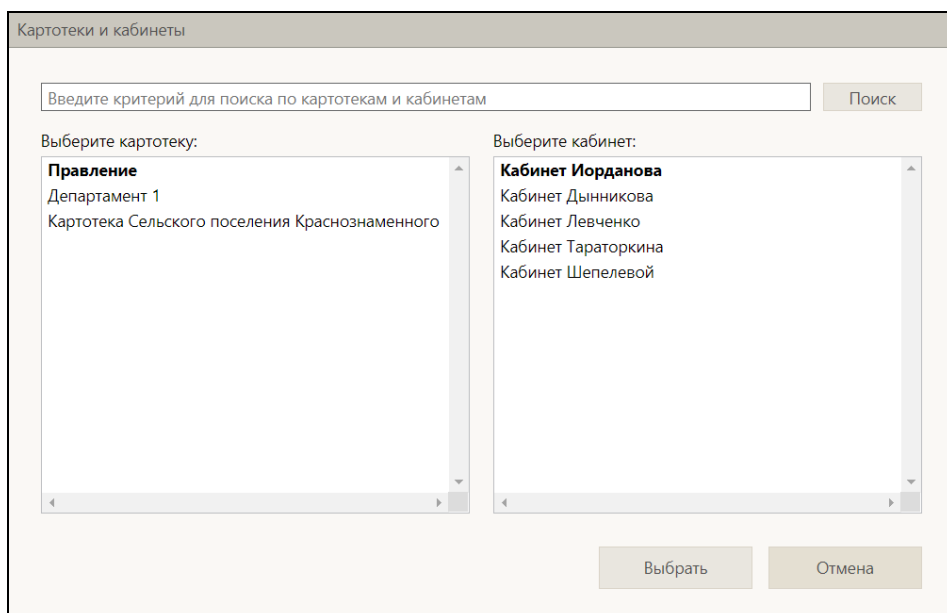 Картотеки и кабинеты
Введите критерий для поиска по картотекам и кабинетам
Поиск
Выберите картотеку:
Правление
Департамент 1
Картотека Сельского поселения Краснознаменного
Выберите кабинет:
Кабинет Иорданова
Кабинет Дынникова
Кабинет Левченко
Кабинет Тараторкина
Кабинет Шепелевой
Выбрать
Отмена